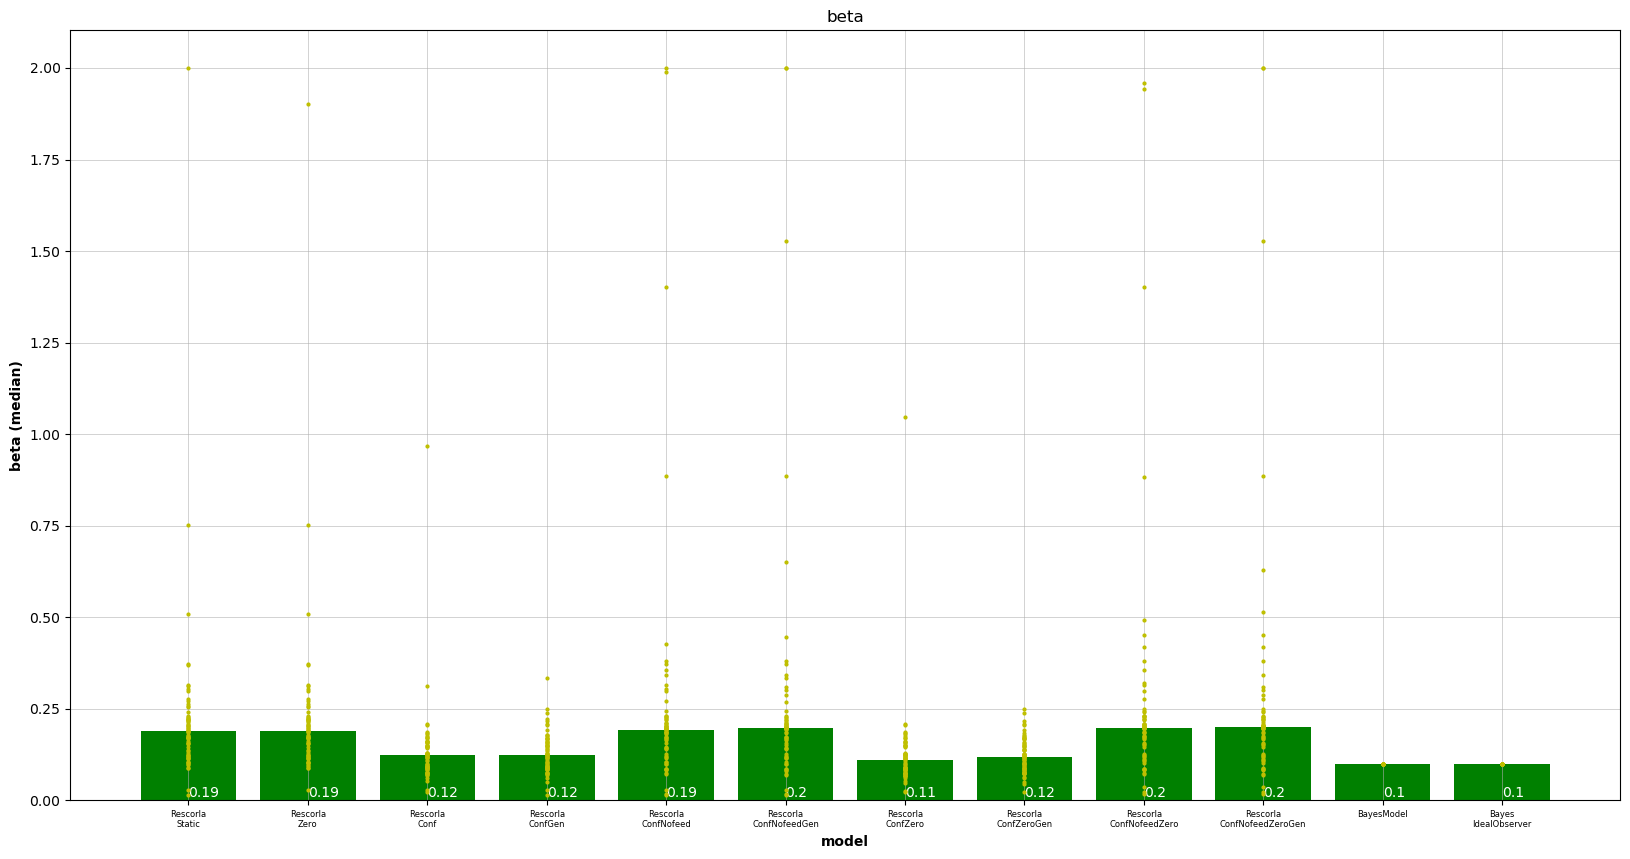 beta
beta (median)
2.00
1.75
1.50
1.25
1.00
0.75
0.50
0.25
0.00
0.19
0.19
0.12
0.12
0.19
0.2
0.11
0.12
0.2
0.2
0.1
0.1
Rescorla
Static
Rescorla
Zero
Rescorla
Conf
Rescorla
ConfGen
Rescorla
ConfNofeed
Rescorla
ConfNofeedGen
Rescorla
ConfZero
Rescorla
ConfZeroGen
Rescorla
ConfNofeedZero
Rescorla
ConfNofeedZeroGen
BayesModel
Bayes
IdealObserver
model